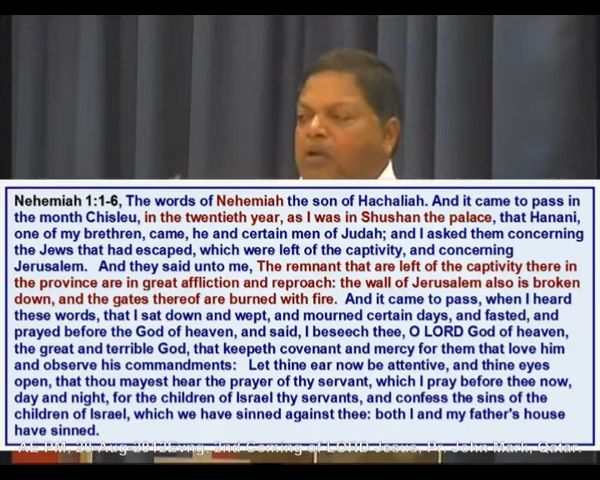 Nehemiah 1:1-6, The words of Nehemiah the son of Hachaliah. And it came to pass in
the month Chisleu, in the twentieth year, as I was in Shushan the palace, that Hanani,
one of my brethren, came, he and certain men of Judah; and I asked them concerning
the Jews that had escaped, which were left of the captivity, and concerning
Jerusalem. And they said unto me, The remnant that are left of the captivity there in
the province are in great affliction and reproach: the wall of Jerusalem also is broken
down, and the gates thereof are burned with fire. And it came to pass, when I heard
these words, that I sat down and wept, and mourned certain days, and fasted, and
prayed before the God of heaven, and said, I beseech thee, O LORD God of heaven,
the great and terrible God, that keepeth covenant and mercy for them that love him
and observe his commandments: Let thine ear now be attentive, and thine eyes
open, that thou mayest hear the prayer of thy servant, which I pray before thee now,
day and night, for the children of Israel thy servants, and confess the sins of the
children of Israel, which we have sinned against thee: both I and my father's house
have sinned.
AE PM, 20 Aug 2012Evng, 2nd Coming of LORD Jesus, Pr. John Mark, Qatar.